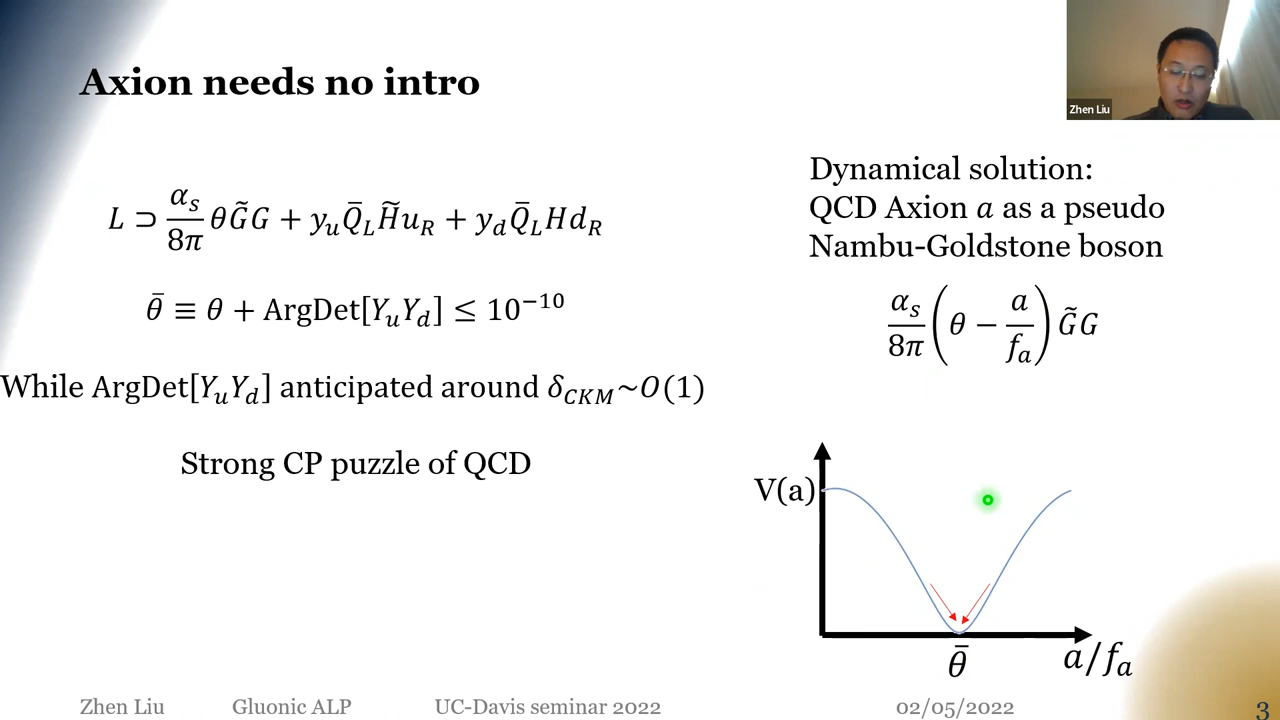 Axion needs no intro
Zhen Liu
L ⊃ α_s/8π θG̃G + y_u Q̄_L H̃u_R + y_d Q̄_L Hd_R
θ̄ ≡ θ + ArgDet[Y_u Y_d] ≤ 10⁻¹⁰
While ArgDet[Y_u Y_d] anticipated around δ_CKM~O(1)
Strong CP puzzle of QCD
Dynamical solution:
QCD Axion a as a pseudo
Nambu-Goldstone boson
α_s/8π (θ − a/f_a) G̃G
V(a)
θ̄
a/f_a
Zhen Liu Gluonic ALP UC-Davis seminar 2022 02/05/2022 3